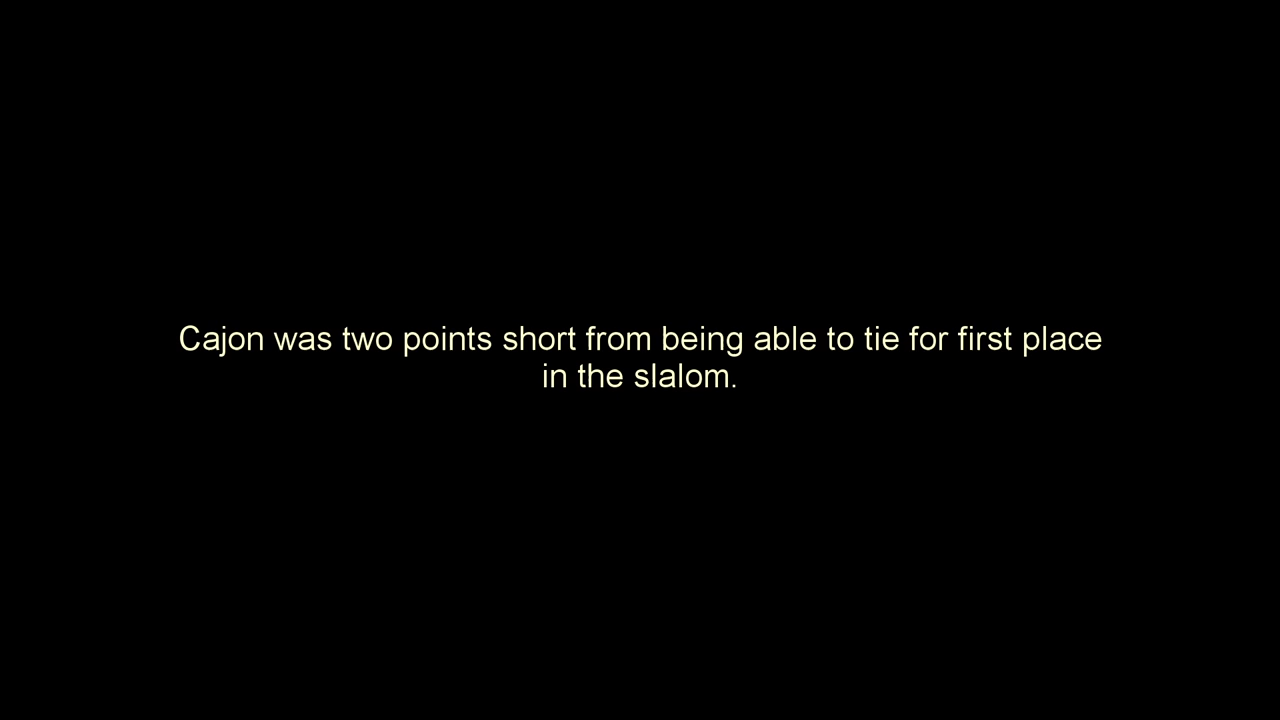 Cajon was two points short from being able to tie for first place
in the slalom.